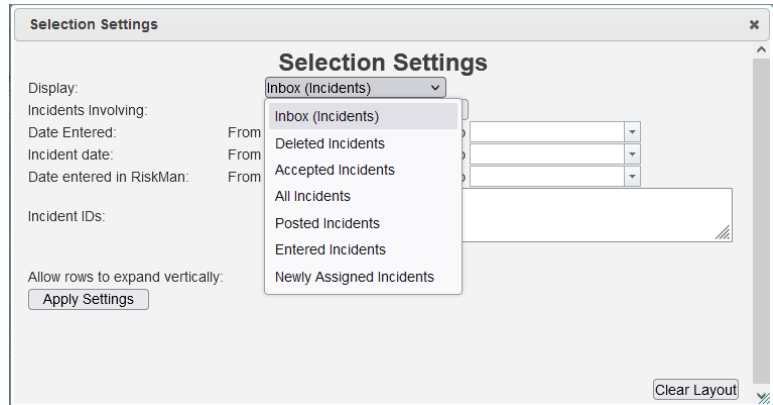 Selection Settings
Selection Settings
Display: Inbox (Incidents)
Incidents Involving:
Inbox (Incidents)
Date Entered: From
Deleted Incidents
Incident date: From
Accepted Incidents
Date entered in RiskMan: From
All Incidents
Incident IDs:
Posted Incidents
Entered Incidents
Newly Assigned Incidents
Allow rows to expand vertically:
Apply Settings
Clear Layout